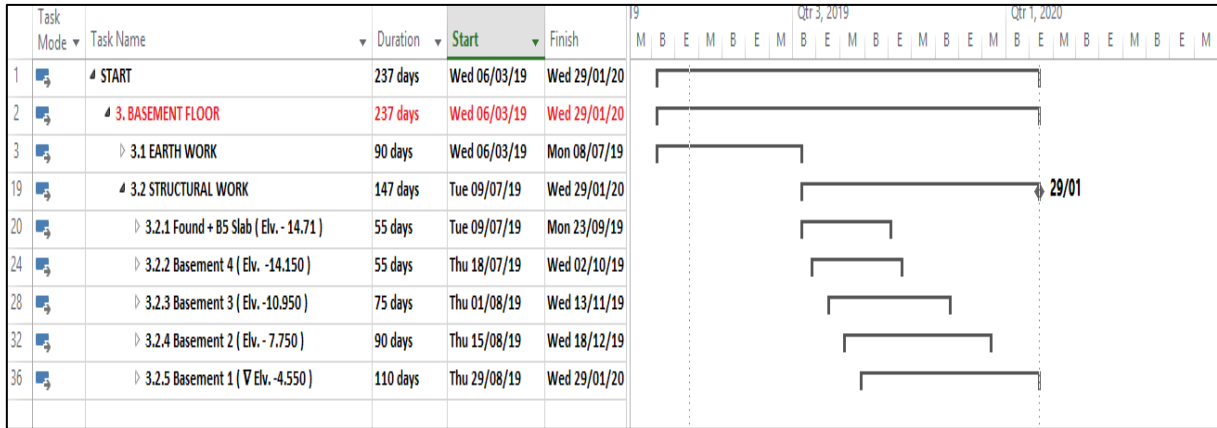 19 Qtr 3, 2019 Qtr 1, 2020
Task Mode Task Name Duration Start Finish M B E M B E M B E M B E M B E M B E M B E M B E M
1 START 237 days Wed 06/03/19 Wed 29/01/20
2 3. BASEMENT FLOOR 237 days Wed 06/03/19 Wed 29/01/20
3 3.1 EARTH WORK 90 days Wed 06/03/19 Mon 08/07/19
19 3.2 STRUCTURAL WORK 147 days Tue 09/07/19 Wed 29/01/20 29/01
20 3.2.1 Found + B5 Slab ( Elv. - 14.71 ) 55 days Tue 09/07/19 Mon 23/09/19
24 3.2.2 Basement 4 ( Elv. -14.150 ) 55 days Thu 18/07/19 Wed 02/10/19
28 3.2.3 Basement 3 ( Elv. -10.950 ) 75 days Thu 01/08/19 Wed 13/11/19
32 3.2.4 Basement 2 ( Elv. - 7.750 ) 90 days Thu 15/08/19 Wed 18/12/19
36 3.2.5 Basement 1 ( ∇ Elv. -4.550 ) 110 days Thu 29/08/19 Wed 29/01/20